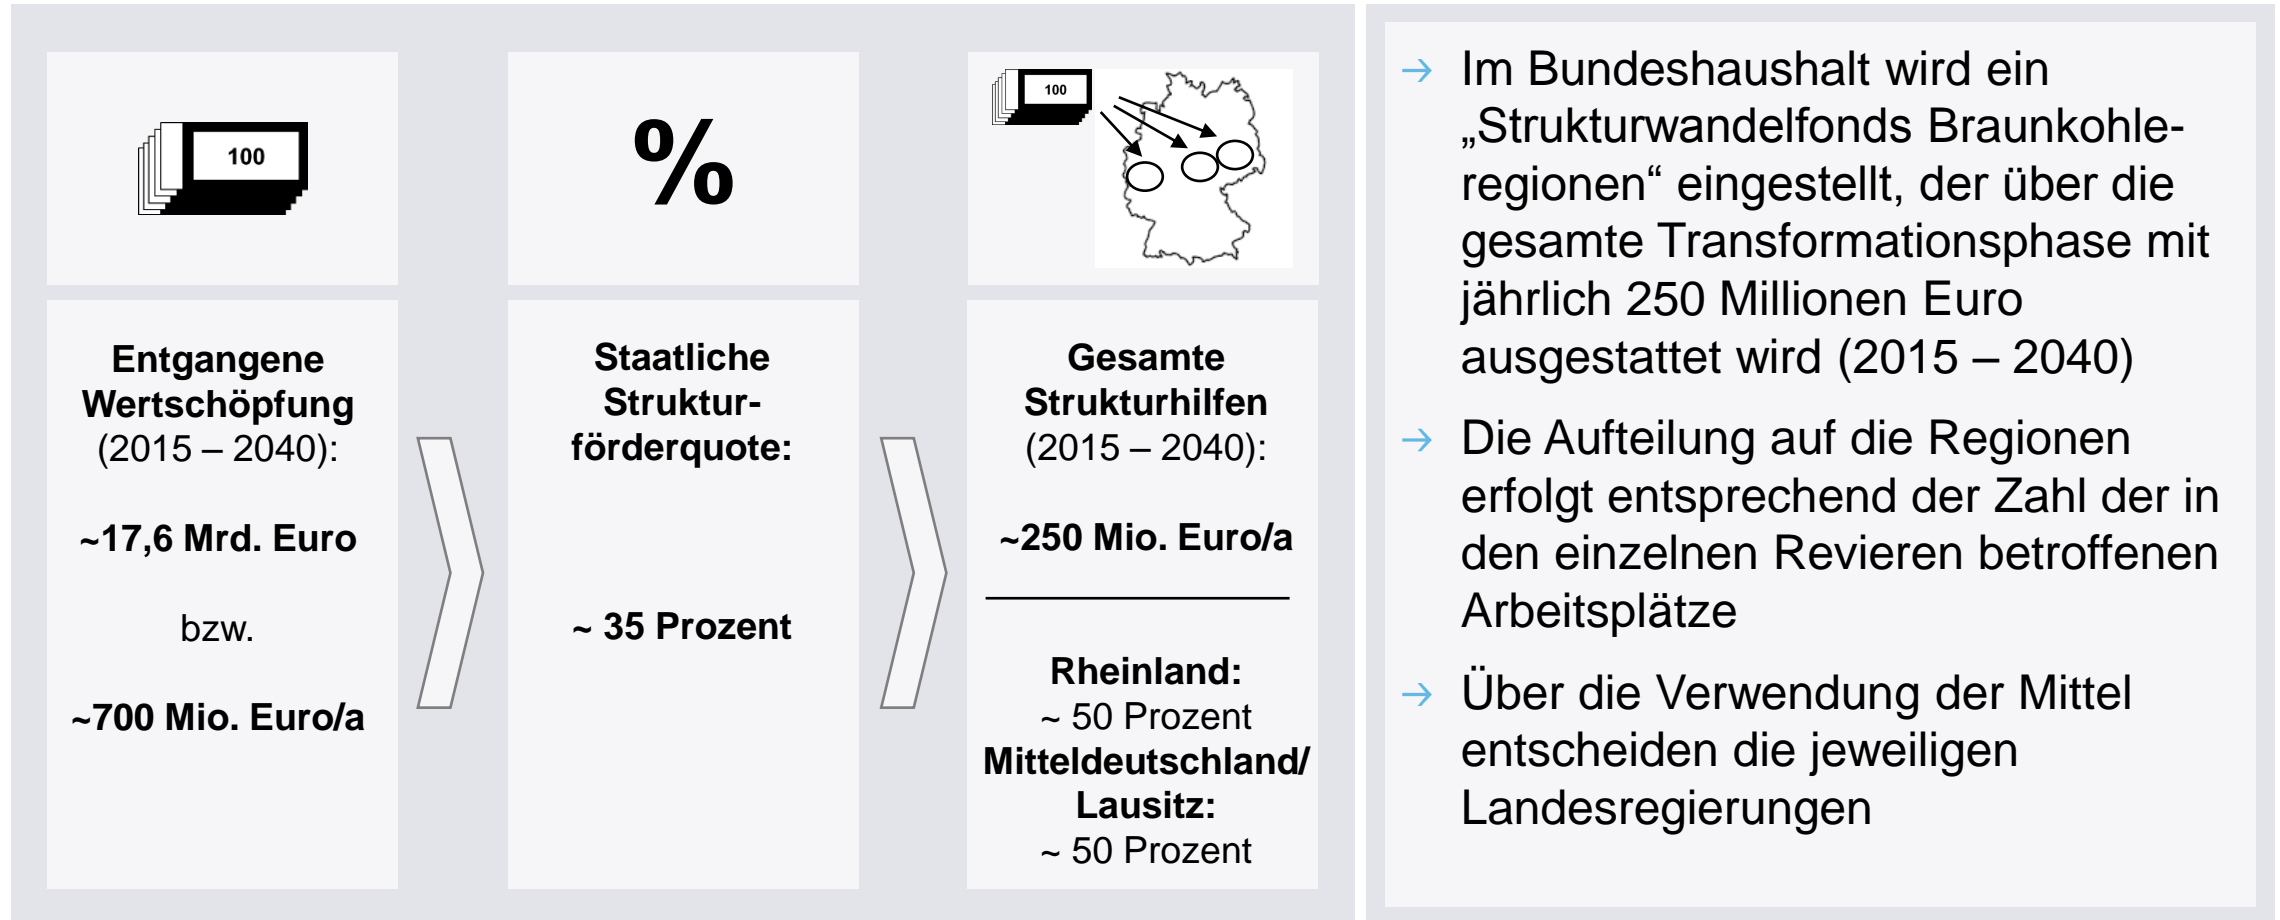 100
Entgangene
Wertschöpfung
(2015 – 2040):
~17,6 Mrd. Euro
bzw.
~700 Mio. Euro/a
%
Staatliche
Struktur-
förderquote:
~ 35 Prozent
100
Gesamte
Strukturhilfen
(2015 – 2040):
~250 Mio. Euro/a
Rheinland:
~ 50 Prozent
Mitteldeutschland/
Lausitz:
~ 50 Prozent
→ Im Bundeshaushalt wird ein
„Strukturwandelfonds Braunkohle-
regionen“ eingestellt, der über die
gesamte Transformationsphase mit
jährlich 250 Millionen Euro
ausgestattet wird (2015 – 2040)
→ Die Aufteilung auf die Regionen
erfolgt entsprechend der Zahl der in
den einzelnen Revieren betroffenen
Arbeitsplätze
→ Über die Verwendung der Mittel
entscheiden die jeweiligen
Landesregierungen